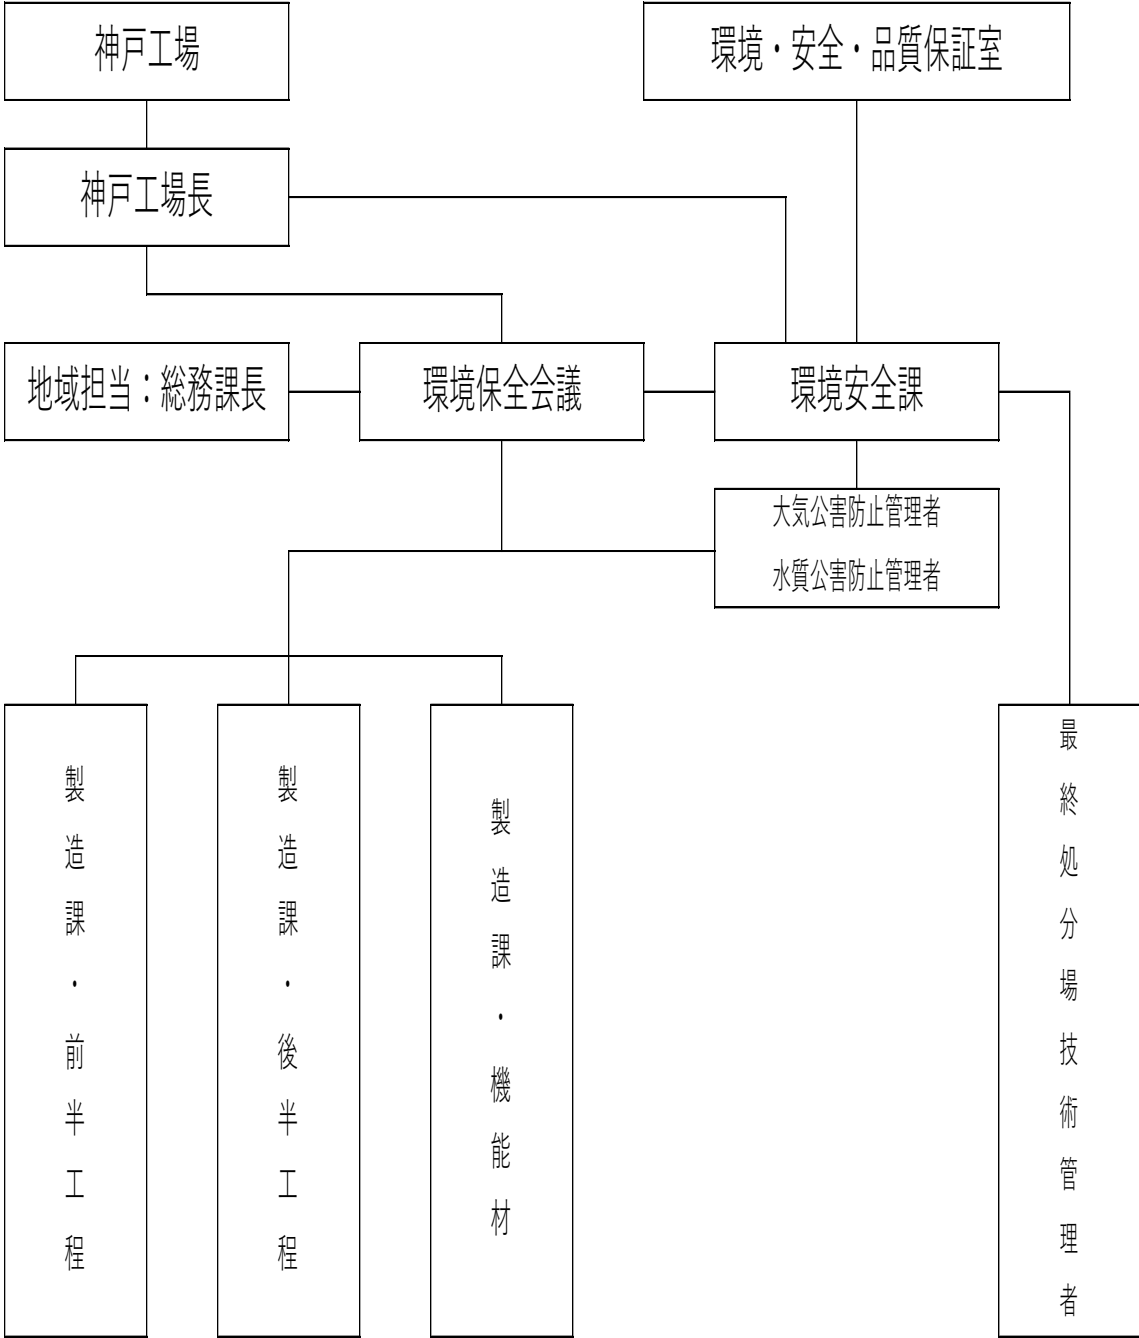 神戸工場
環境・安全・品質保証室
神戸工場長
地域担当：総務課長
環境保全会議
環境安全課
大気公害防止管理者
水質公害防止管理者
製造課・前半工程
製造課・後半工程
製造課・機能材
最終処分場技術管理者